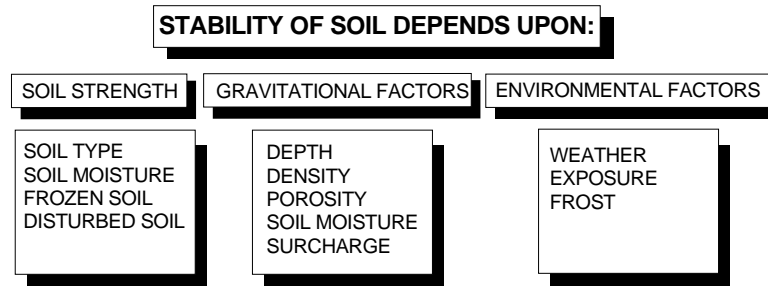 STABILITY OF SOIL DEPENDS UPON:
SOIL STRENGTH
GRAVITATIONAL FACTORS
ENVIRONMENTAL FACTORS
SOIL TYPE
SOIL MOISTURE
FROZEN SOIL
DISTURBED SOIL
DEPTH
DENSITY
POROSITY
SOIL MOISTURE
SURCHARGE
WEATHER
EXPOSURE
FROST